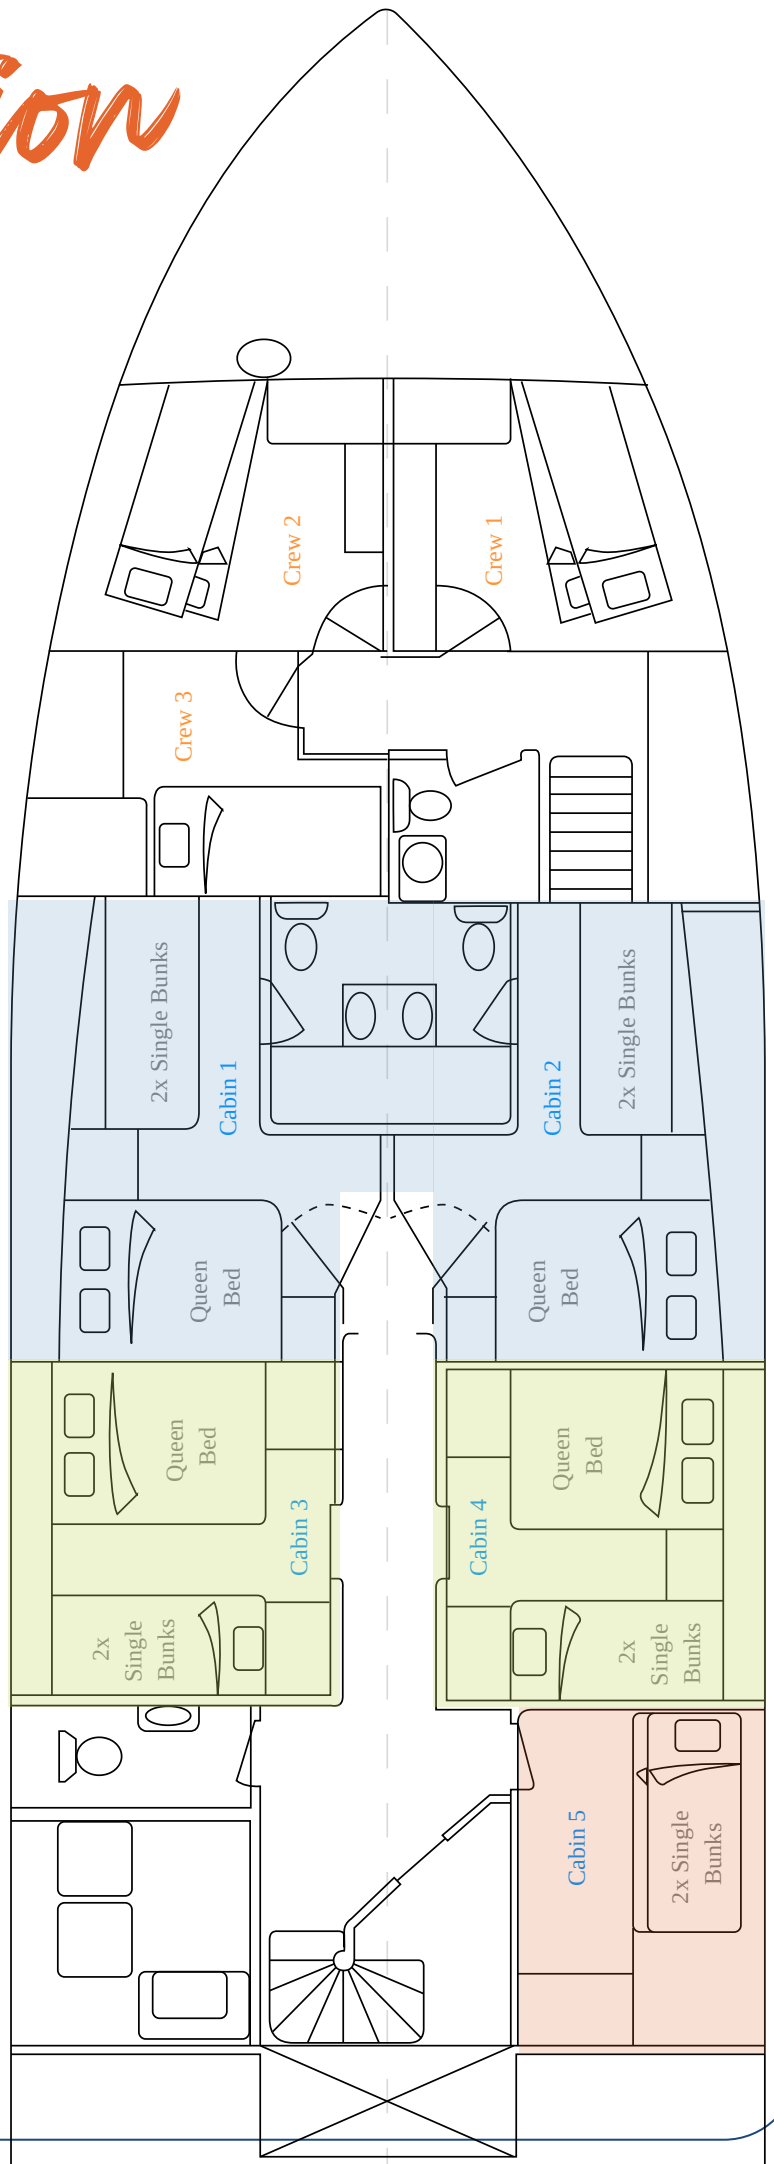 Crew 2
Crew 1
Crew 3
2x Single Bunks
Cabin 1
Cabin 2
2x Single Bunks
Queen
Bed
Queen
Bed
Queen
Bed
Queen
Bed
Cabin 3
Cabin 4
2x
Single
Bunks
2x
Single
Bunks
Cabin 5
2x Single
Bunks